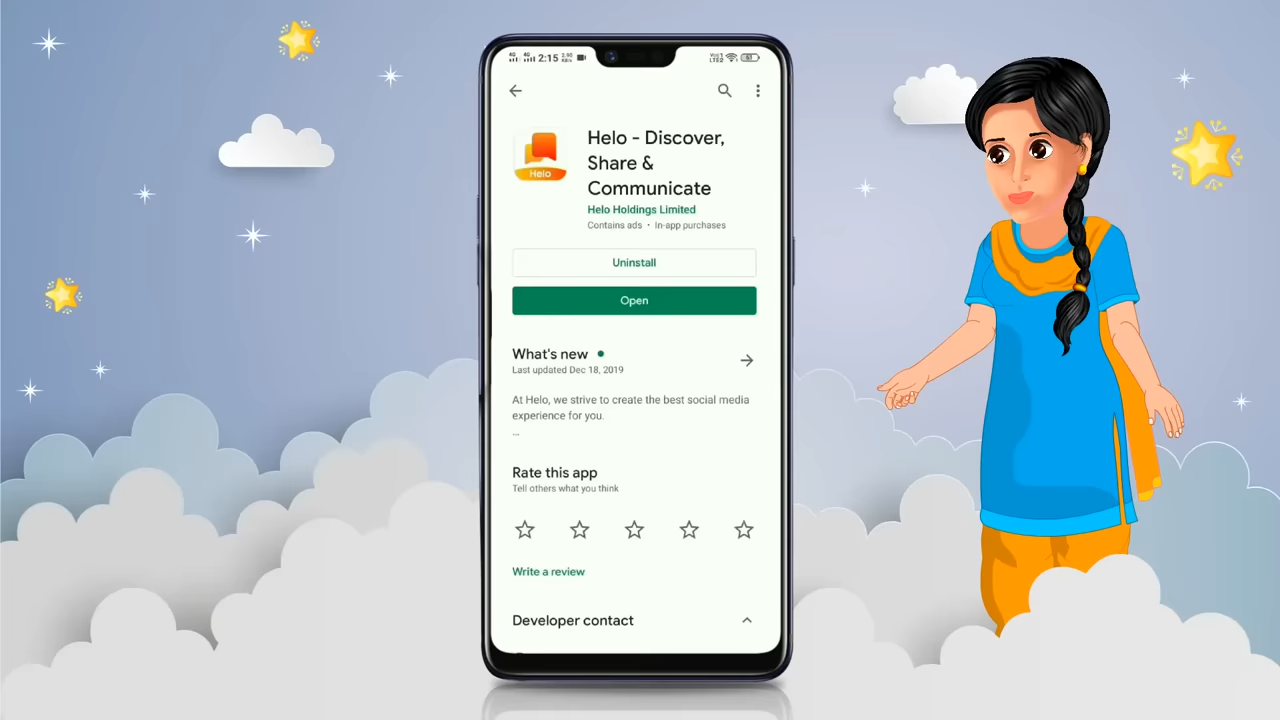 4G 4G 2:15
Helo - Discover,
Share &
Communicate
Helo
Helo Holdings Limited
Contains ads • In-app purchases
Uninstall
Open
What's new
Last updated Dec 18, 2019
At Helo, we strive to create the best social media
experience for you.
...
Rate this app
Tell others what you think
Write a review
Developer contact